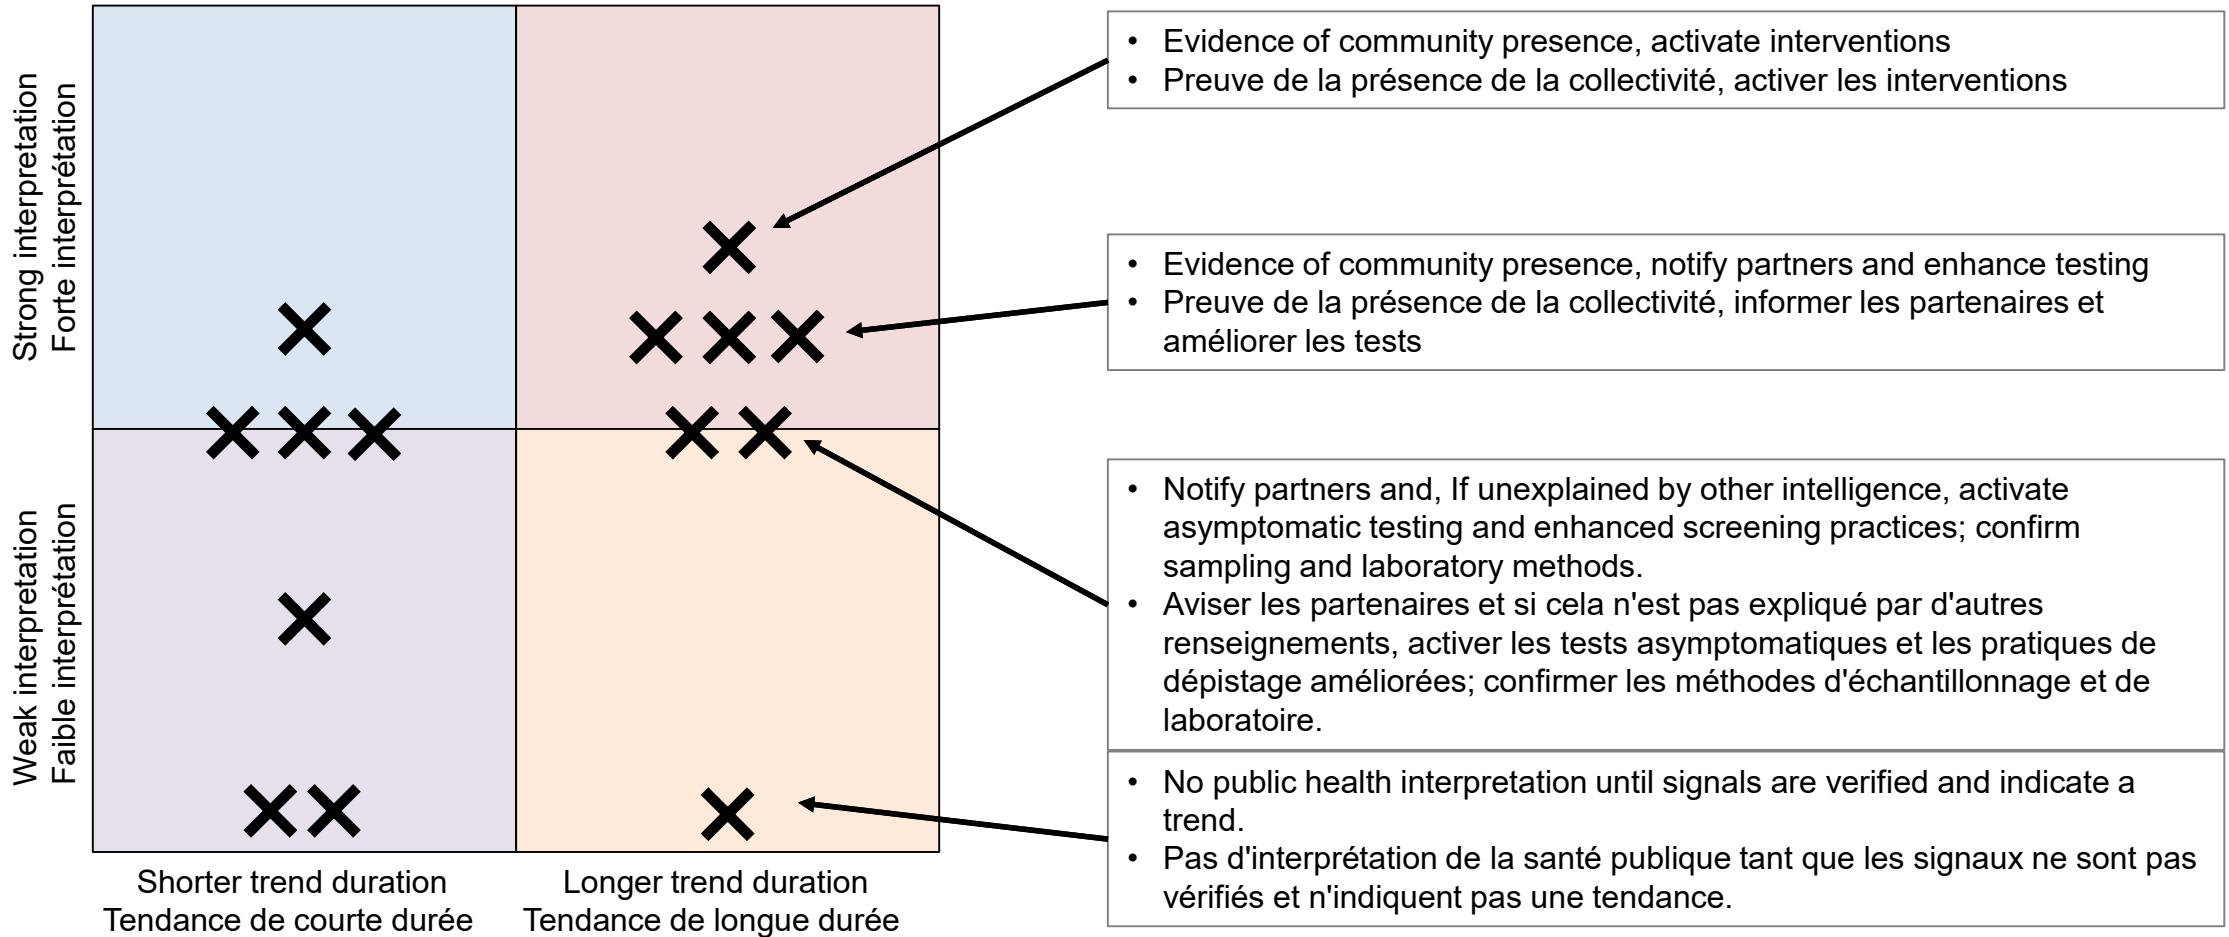 Strong interpretation
Forte interprétation
Weak interpretation
Faible interprétation
Shorter trend duration
Tendance de courte durée
Longer trend duration
Tendance de longue durée
• Evidence of community presence, activate interventions
• Preuve de la présence de la collectivité, activer les interventions
• Evidence of community presence, notify partners and enhance testing
• Preuve de la présence de la collectivité, informer les partenaires et
améliorer les tests
• Notify partners and, If unexplained by other intelligence, activate
asymptomatic testing and enhanced screening practices; confirm
sampling and laboratory methods.
• Aviser les partenaires et si cela n'est pas expliqué par d'autres
renseignements, activer les tests asymptomatiques et les pratiques de
dépistage améliorées; confirmer les méthodes d'échantillonnage et de
laboratoire.
• No public health interpretation until signals are verified and indicate a
trend.
• Pas d'interprétation de la santé publique tant que les signaux ne sont pas
vérifiés et n'indiquent pas une tendance.